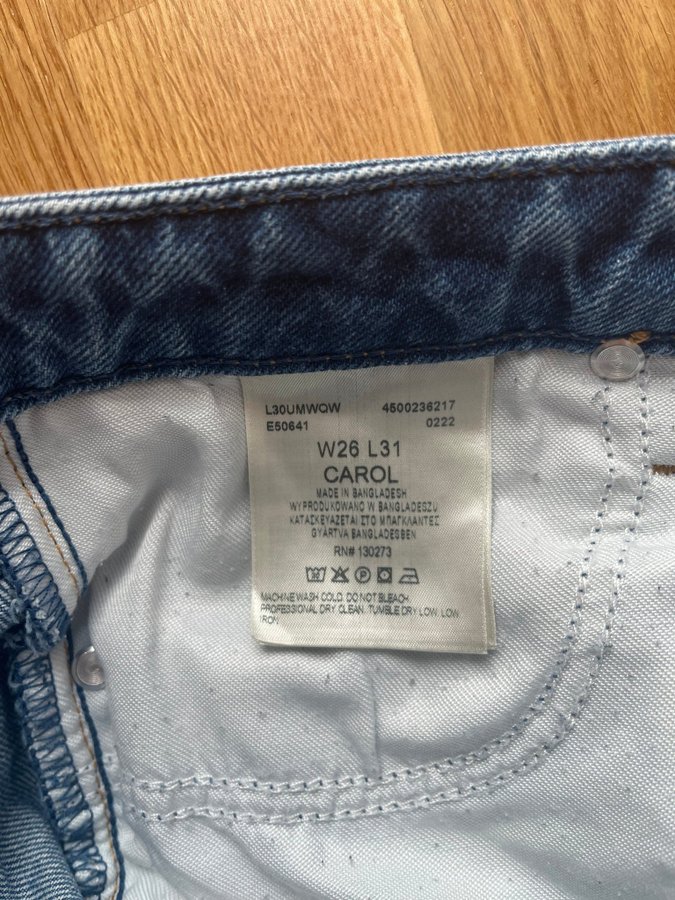 L30UMWQW 4500236217
E50641 0222
W26 L31
CAROL
MADE IN BANGLADESH
WYPRODUKOWANO W BANGLADESZU
ΚΑΤΑΣΚΕΥΑΖΕΤΑΙ ΣΤΟ ΜΠΑΓΚΛΑΝΤΕΣ
GYÁRTVA BANGLADESBEN
RN# 130273
MACHINE WASH COLD. DO NOT BLEACH.
PROFESSIONAL DRY CLEAN. TUMBLE DRY LOW. LOW
IRON.